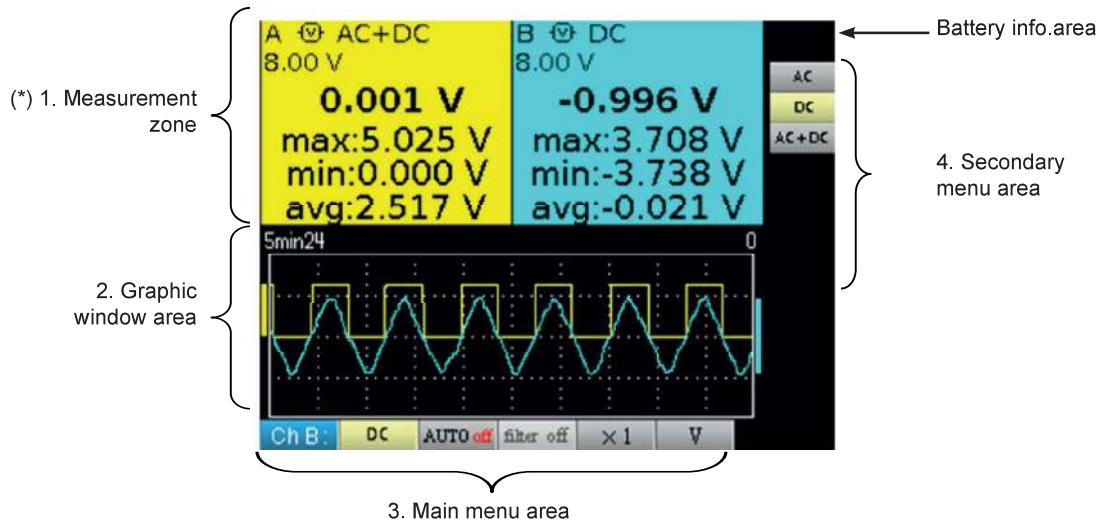 Battery info.area
A V AC+DC
8.00 V
0.001 V
max:5.025 V
min:0.000 V
avg:2.517 V
B V DC
8.00 V
-0.996 V
max:3.708 V
min:-3.738 V
avg:-0.021 V
AC
DC
AC+DC
(*) 1. Measurement
zone
4. Secondary
menu area
5min24 0
2. Graphic
window area
Ch B: DC AUTO off filter off ×1 V
3. Main menu area